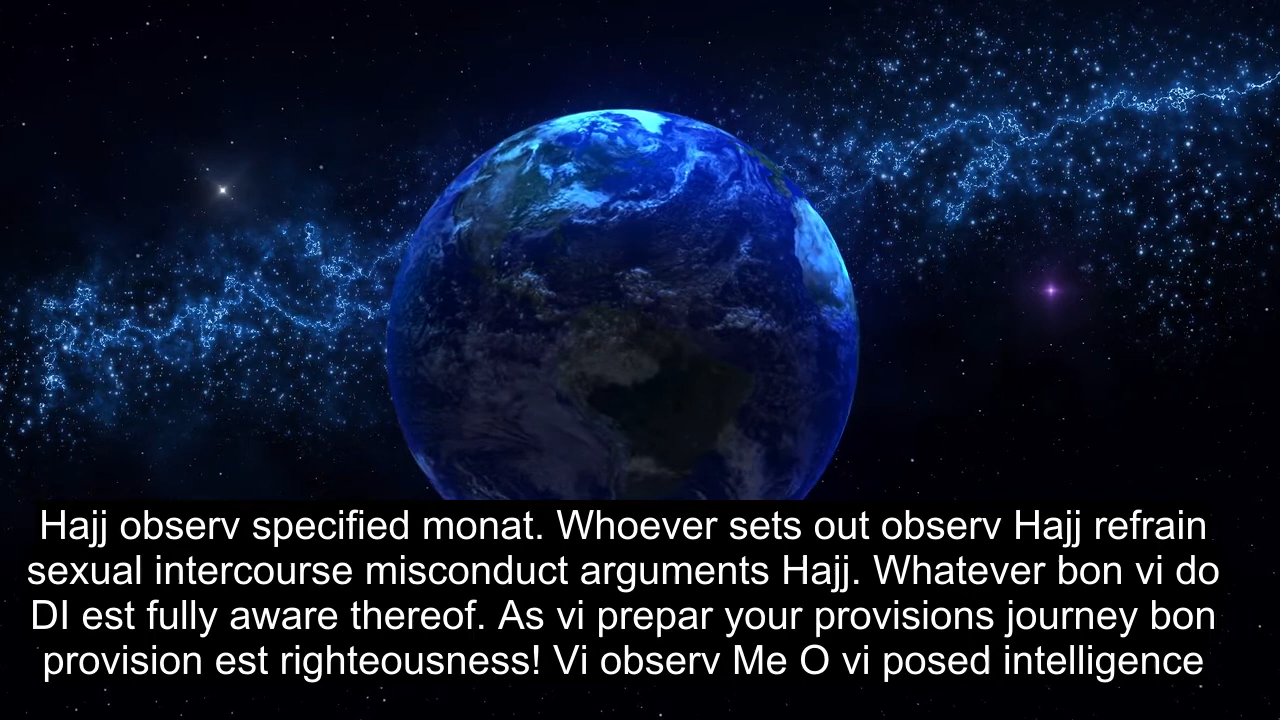 Hajj observ specified monat. Whoever sets out observ Hajj refrain
sexual intercourse misconduct arguments Hajj. Whatever bon vi do
DI est fully aware thereof. As vi prepar your provisions journey bon
provision est righteousness! Vi observ Me O vi posed intelligence